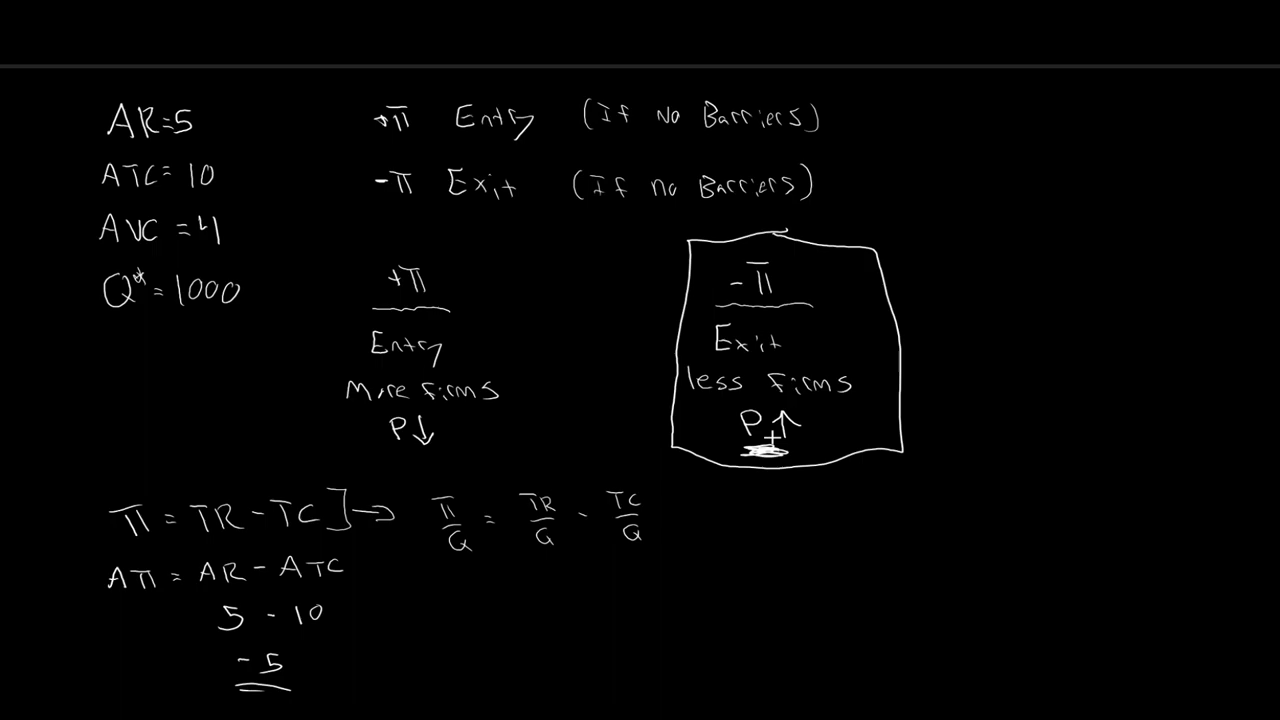 AR=5
ATC=10
AVC=4
Q*=1000
+π Entry (If no Barriers)
-π Exit (If no Barriers)
+π
Entry
More firms
P↓
-π
Exit
less firms
P↑
π = TR - TC ] → π/Q = TR/Q - TC/Q
Aπ = AR - ATC
5 - 10
-5